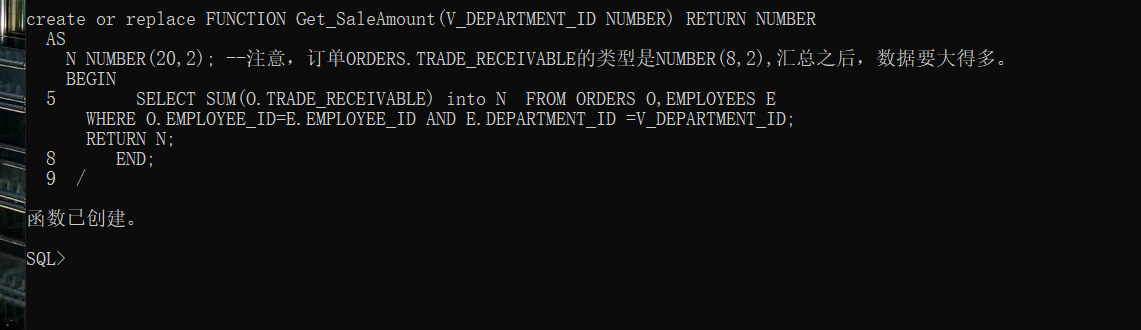 create or replace FUNCTION Get_SaleAmount(V_DEPARTMENT_ID NUMBER) RETURN NUMBER
AS
N NUMBER(20,2); --注意，订单ORDERS.TRADE_RECEIVABLE的类型是NUMBER(8,2),汇总之后，数据要大得多。
BEGIN
5 SELECT SUM(O.TRADE_RECEIVABLE) into N FROM ORDERS O,EMPLOYEES E
WHERE O.EMPLOYEE_ID=E.EMPLOYEE_ID AND E.DEPARTMENT_ID =V_DEPARTMENT_ID;
RETURN N;
8 END;
9 /
函数已创建。
SQL>